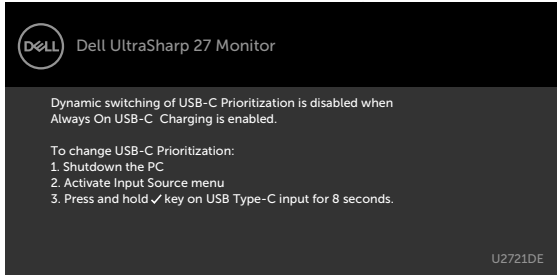 DELL
Dell UltraSharp 27 Monitor
Dynamic switching of USB-C Prioritization is disabled when
Always On USB-C  Charging is enabled.
To change USB-C Prioritization:
1. Shutdown the PC
2. Activate Input Source menu
3. Press and hold ✓ key on USB Type-C input for 8 seconds.
U2721DE